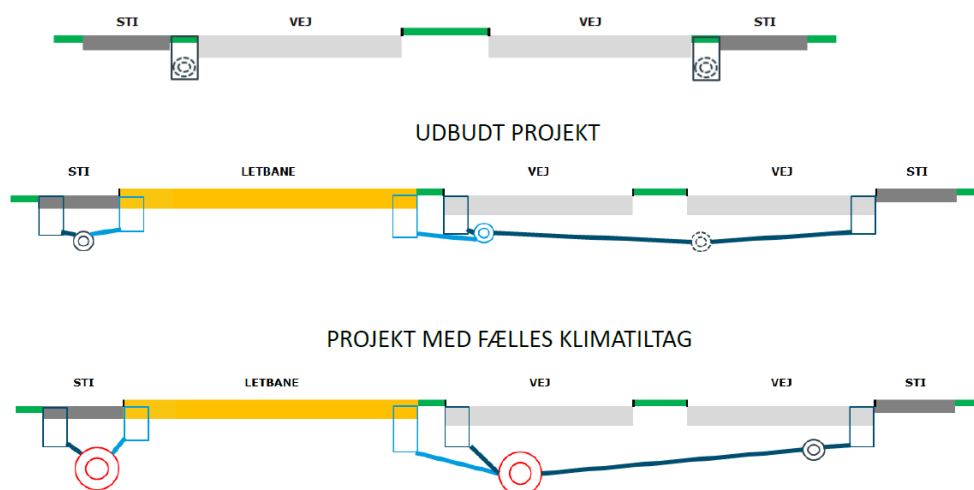 STI VEJ VEJ STI
UDBUDT PROJEKT
STI LETBANE VEJ VEJ STI
PROJEKT MED FÆLLES KLIMATILTAG
STI LETBANE VEJ VEJ STI